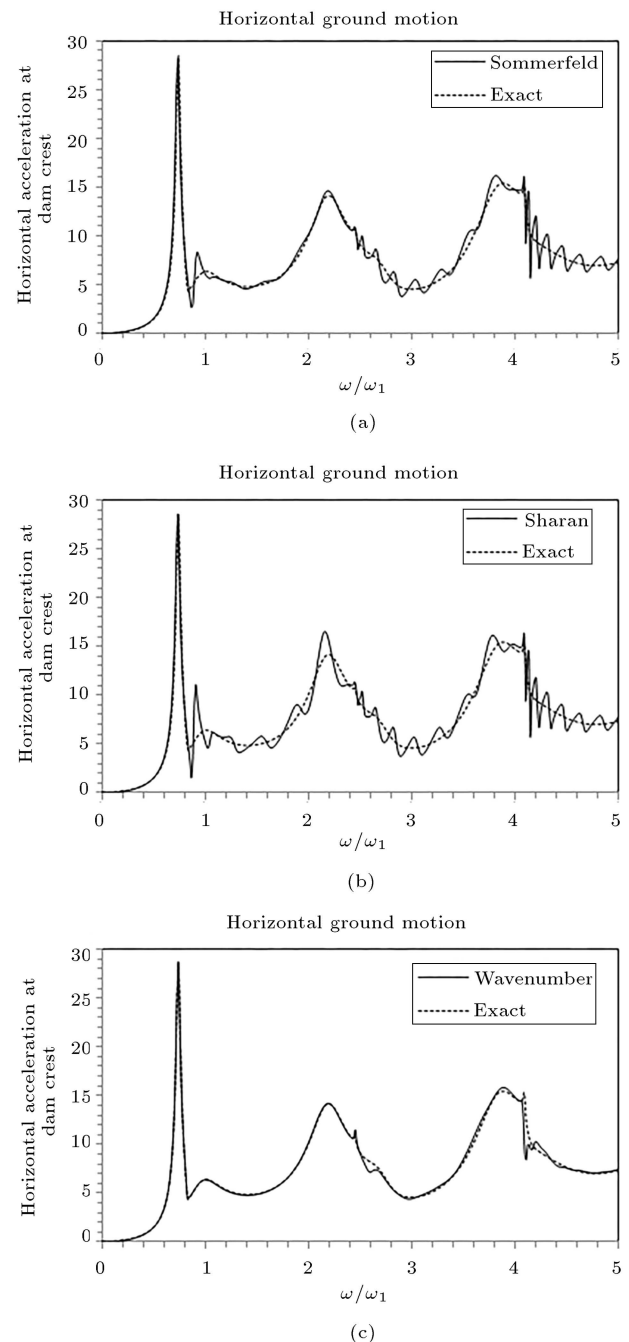 Horizontal ground motion
Horizontal acceleration at
dam crest
30
25
20
15
10
5
0
Sommerfeld
Exact
0 1 2 3 4 5
ω/ω₁
(a)
Horizontal ground motion
Horizontal acceleration at
dam crest
30
25
20
15
10
5
0
Sharan
Exact
0 1 2 3 4 5
ω/ω₁
(b)
Horizontal ground motion
Horizontal acceleration at
dam crest
30
25
20
15
10
5
0
Wavenumber
Exact
0 1 2 3 4 5
ω/ω₁
(c)